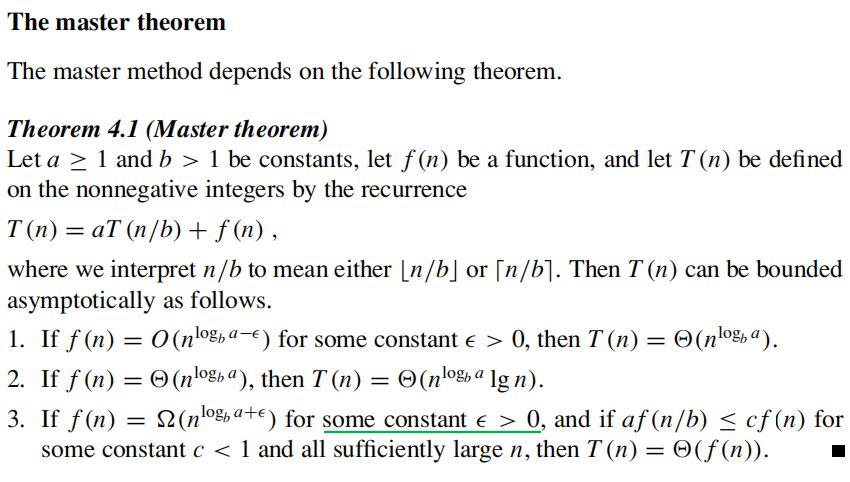 The master theorem
The master method depends on the following theorem.
Theorem 4.1 (Master theorem)
Let a ≥ 1 and b > 1 be constants, let f(n) be a function, and let T(n) be defined
on the nonnegative integers by the recurrence
T(n) = aT(n/b) + f(n) ,
where we interpret n/b to mean either ⌊n/b⌋ or ⌈n/b⌉. Then T(n) can be bounded
asymptotically as follows.
1. If f(n) = O(n^{log_b a−ϵ}) for some constant ϵ > 0, then T(n) = Θ(n^{log_b a}).
2. If f(n) = Θ(n^{log_b a}), then T(n) = Θ(n^{log_b a} lg n).
3. If f(n) = Ω(n^{log_b a+ϵ}) for some constant ϵ > 0, and if af(n/b) ≤ cf(n) for
some constant c < 1 and all sufficiently large n, then T(n) = Θ(f(n)). ■